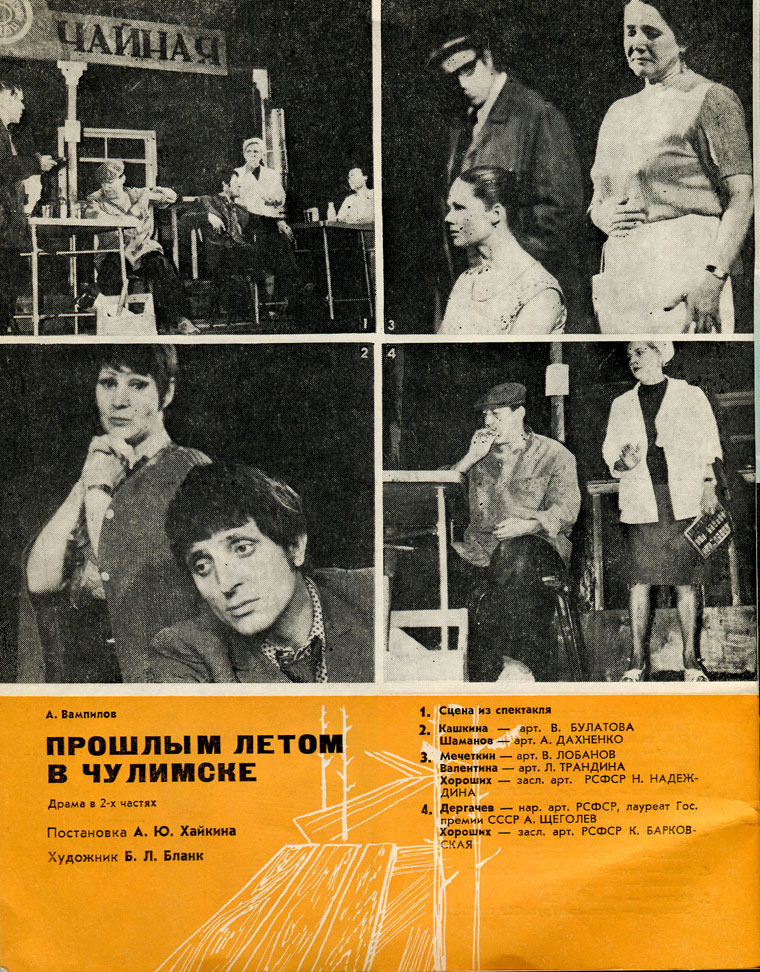 ЧАЙНАЯ
1
3
2
4
А. Вампилов
ПРОШЛЫМ ЛЕТОМ
В ЧУЛИМСКЕ
Драма в 2-х частях
Постановка А. Ю. Хайкина
Художник Б. Л. Бланк
1. Сцена из спектакля
2. Кашкина — арт. В. БУЛАТОВА
Шаманов — арт. А. ДАХНЕНКО
3. Мечеткин — арт. В. ЛОБАНОВ
Валентина — арт. Л. ТРАНДИНА
Хороших — засл. арт. РСФСР Н. НАДЕЖ-
ДИНА
4. Дергачев — нар. арт. РСФСР, лауреат Гос.
премии СССР А. ЩЕГОЛЕВ
Хороших — засл. арт. РСФСР К. БАРКОВ-
СКАЯ